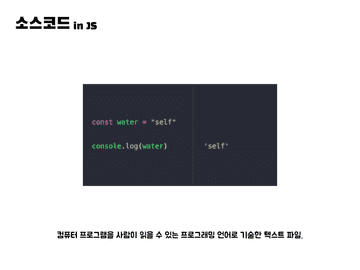 소스코드 in JS
const water = "self"
console.log(water) 'self'
컴퓨터 프로그램을 사람이 읽을 수 있는 프로그래밍 언어로 기술한 텍스트 파일.